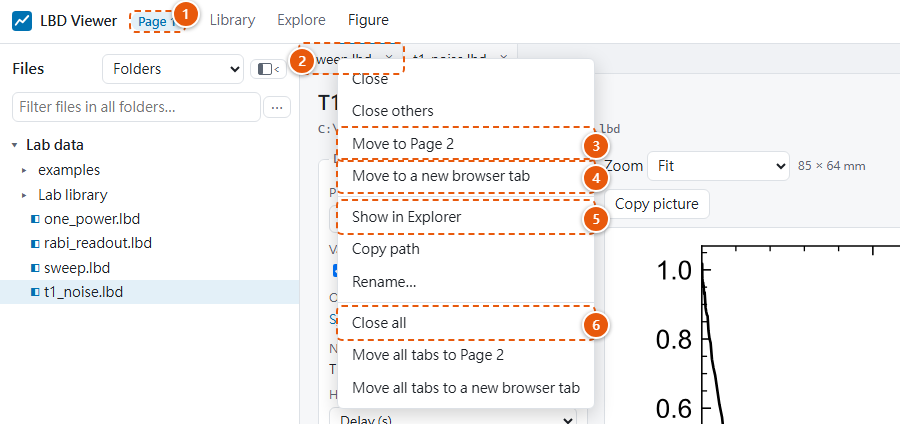 LBD Viewer Page 1 Library Explore Figure
1
Files Folders
2
t1_noise.lbd
Filter files in all folders... ...
Lab data
examples
Lab library
one_power.lbd
rabi_readout.lbd
sweep.lbd
t1_noise.lbd
Close
Close others
Move to Page 2
3
Move to a new browser tab
4
Show in Explorer
5
Copy path
Rename...
Close all
6
Move all tabs to Page 2
Move all tabs to a new browser tab
Delay (s)
Zoom Fit 85 × 64 mm
Copy picture
1.0
0.8
0.6